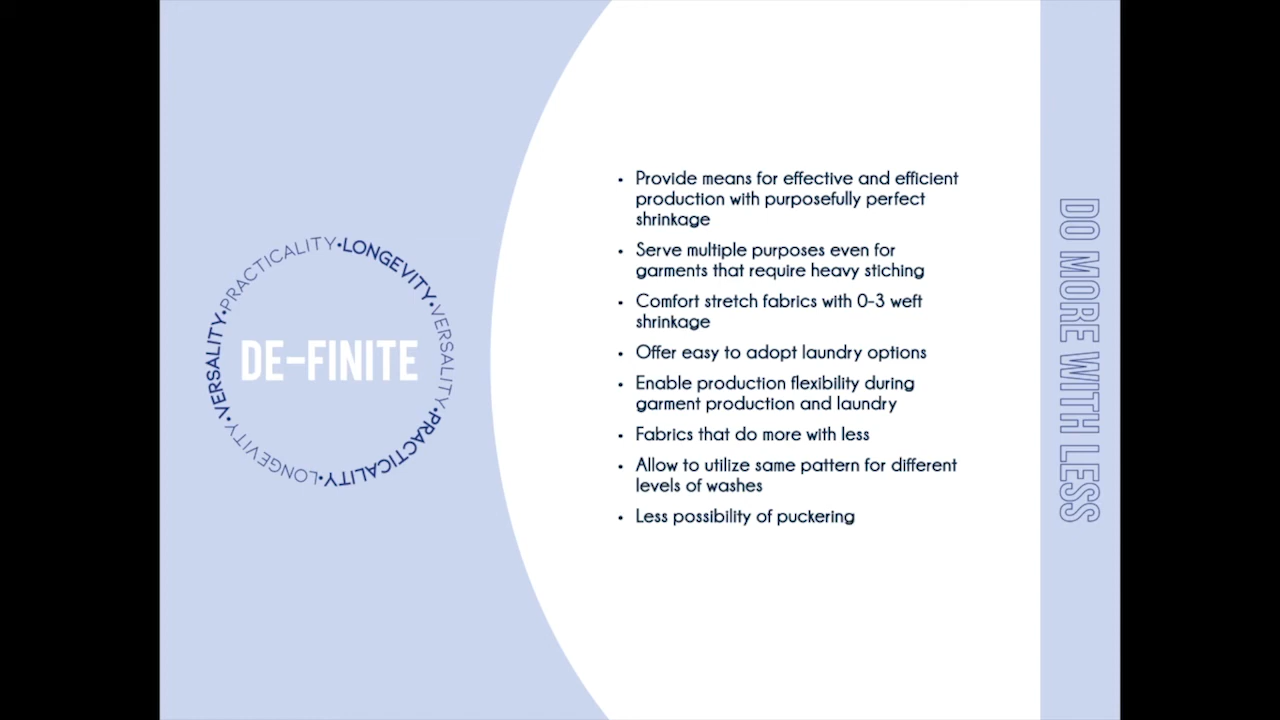 PRACTICALITY•LONGEVITY•VERSALITY•PRACTICALITY•LONGEVITY•VERSALITY•
DE-FINITE
• Provide means for effective and efficient
production with purposefully perfect
shrinkage
• Serve multiple purposes even for
garments that require heavy stiching
• Comfort stretch fabrics with 0-3 weft
shrinkage
• Offer easy to adopt laundry options
• Enable production flexibility during
garment production and laundry
• Fabrics that do more with less
• Allow to utilize same pattern for different
levels of washes
• Less possibility of puckering
DO MORE WITH LESS